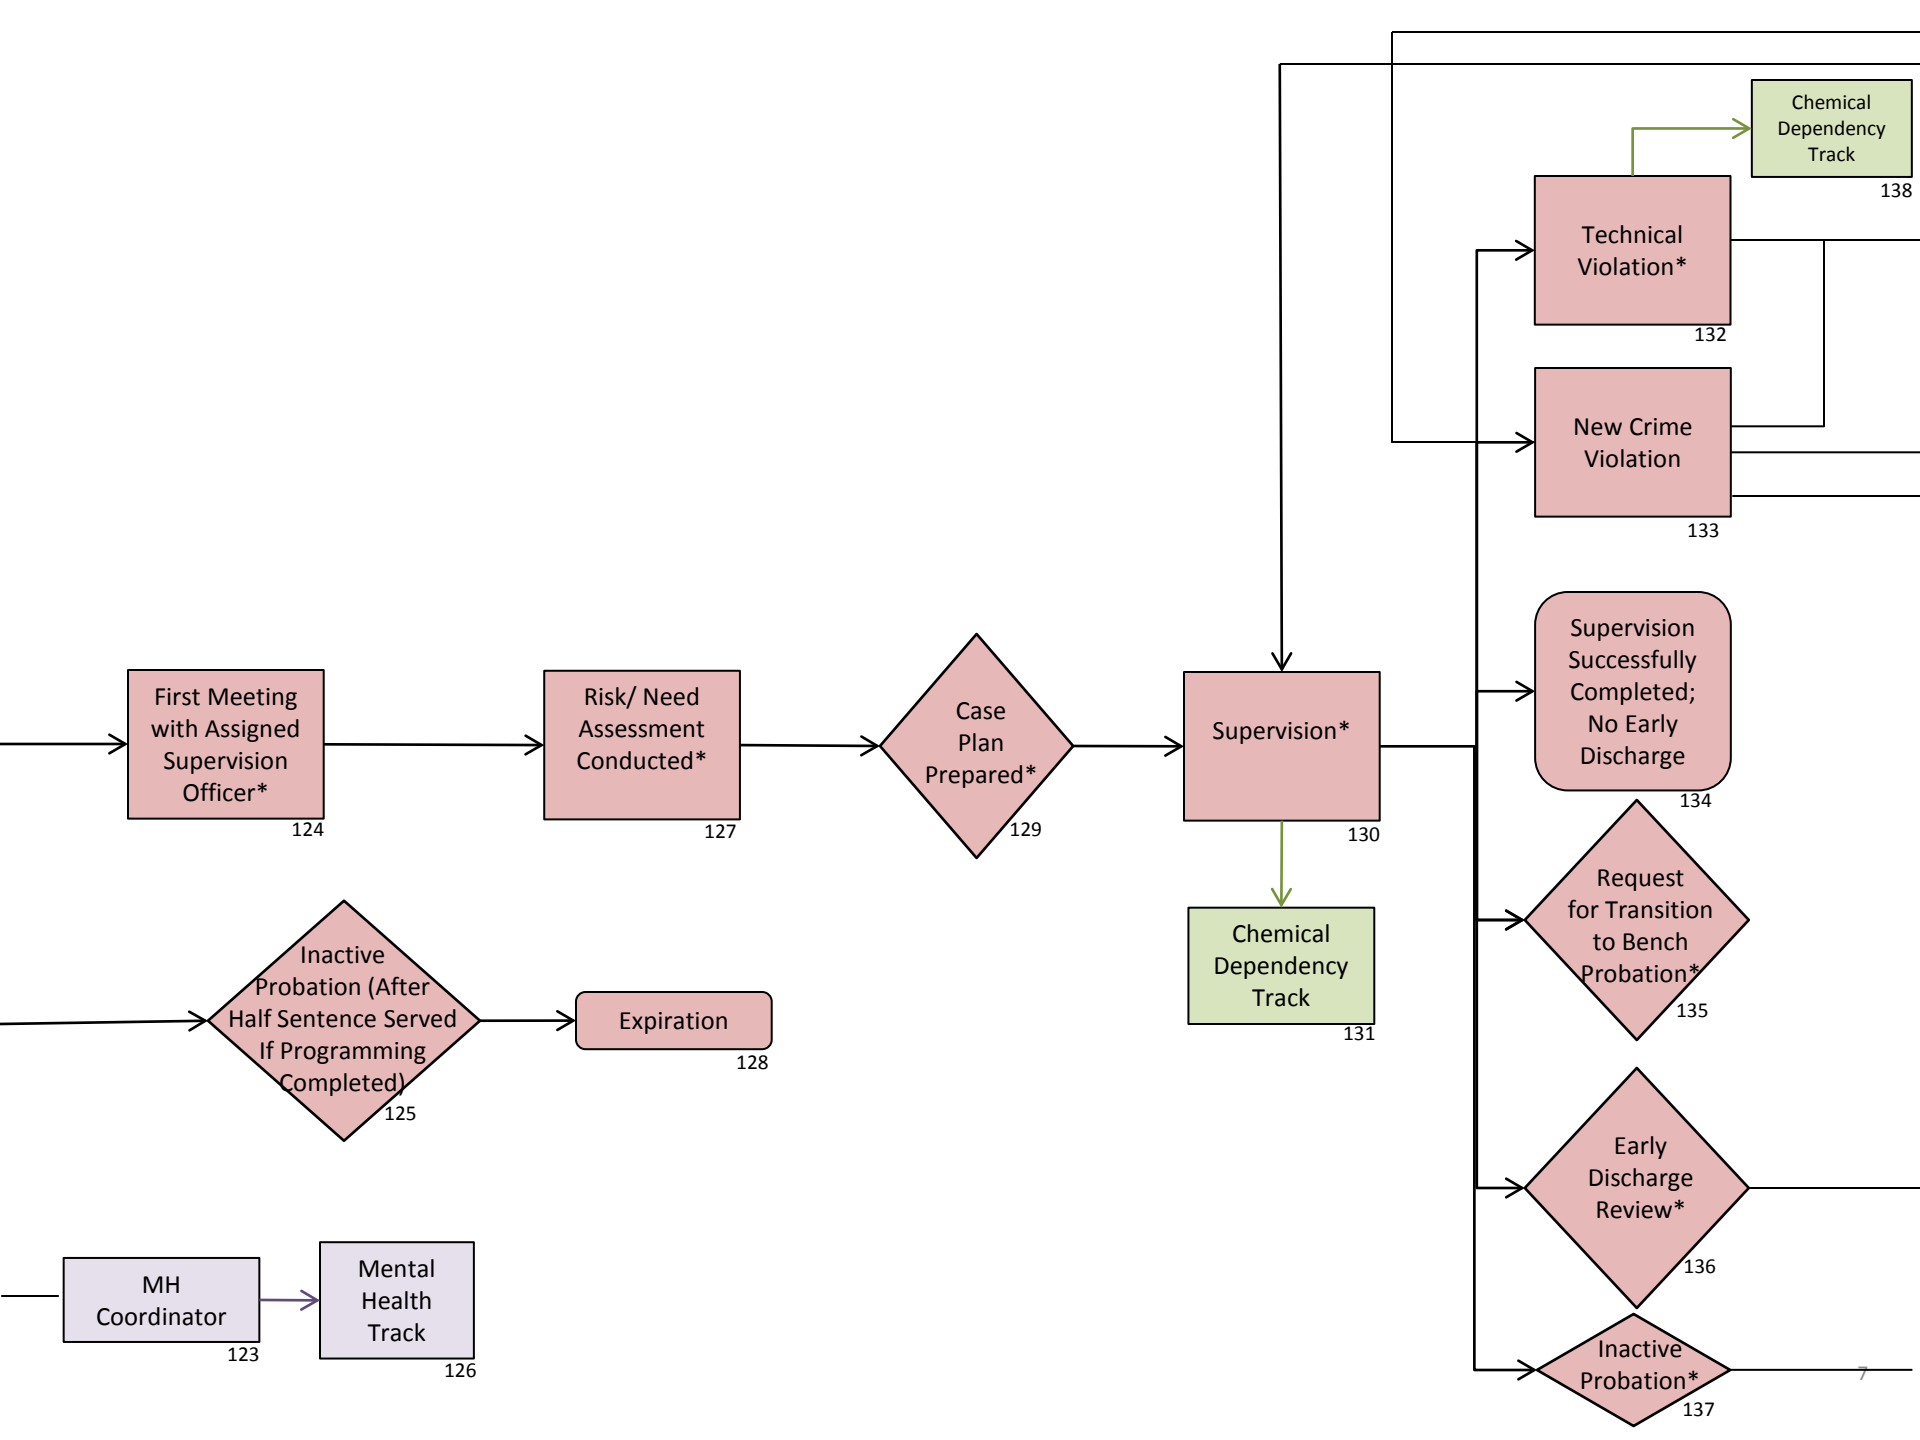 Chemical
Dependency
Track
138
Technical
Violation*
132
New Crime
Violation
133
Supervision
Successfully
Completed;
No Early
Discharge
134
First Meeting
with Assigned
Supervision
Officer*
124
Risk/ Need
Assessment
Conducted*
127
Case
Plan
Prepared*
129
Supervision*
130
Chemical
Dependency
Track
131
Request
for Transition
to Bench
Probation*
135
Inactive
Probation (After
Half Sentence Served
If Programming
Completed)
125
Expiration
128
Early
Discharge
Review*
136
MH
Coordinator
123
Mental
Health
Track
126
Inactive
Probation*
137
7